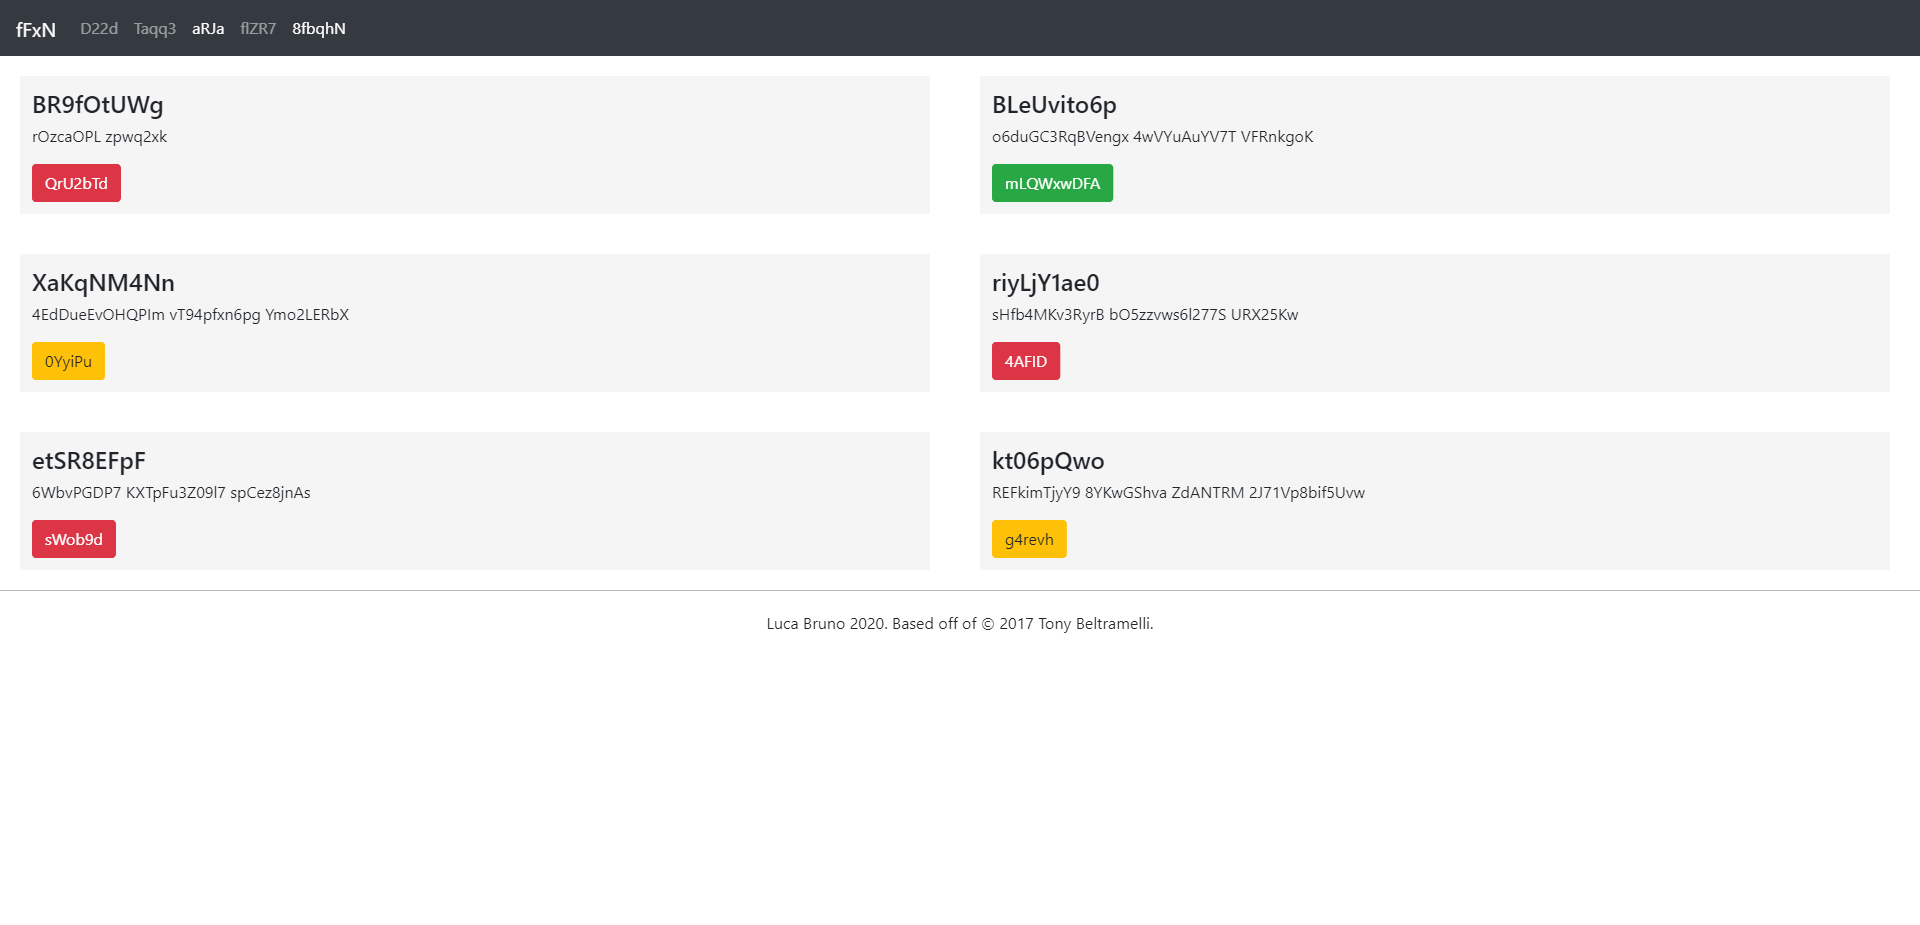 fFxN D22d Taqq3 aRJa flZR7 8fbqhN
BR9fOtUWg
rOzcaOPL zpwq2xk
QrU2bTd
BLeUvito6p
o6duGC3RqBVengx 4wVYuAuYV7T VFRnkgoK
mLQWxwDFA
XaKqNM4Nn
4EdDueEvOHQPIm vT94pfxn6pg Ymo2LERbX
0YyiPu
riyLjY1ae0
sHfb4MKv3RyrB bO5zzvws6l277S URX25Kw
4AFID
etSR8EFpF
6WbvPGDP7 KXTpFu3Z09l7 spCez8jnAs
sWob9d
kt06pQwo
REFkimTjyY9 8YKwGShva ZdANTRM 2J71Vp8bif5Uvw
g4revh
Luca Bruno 2020. Based off of © 2017 Tony Beltramelli.